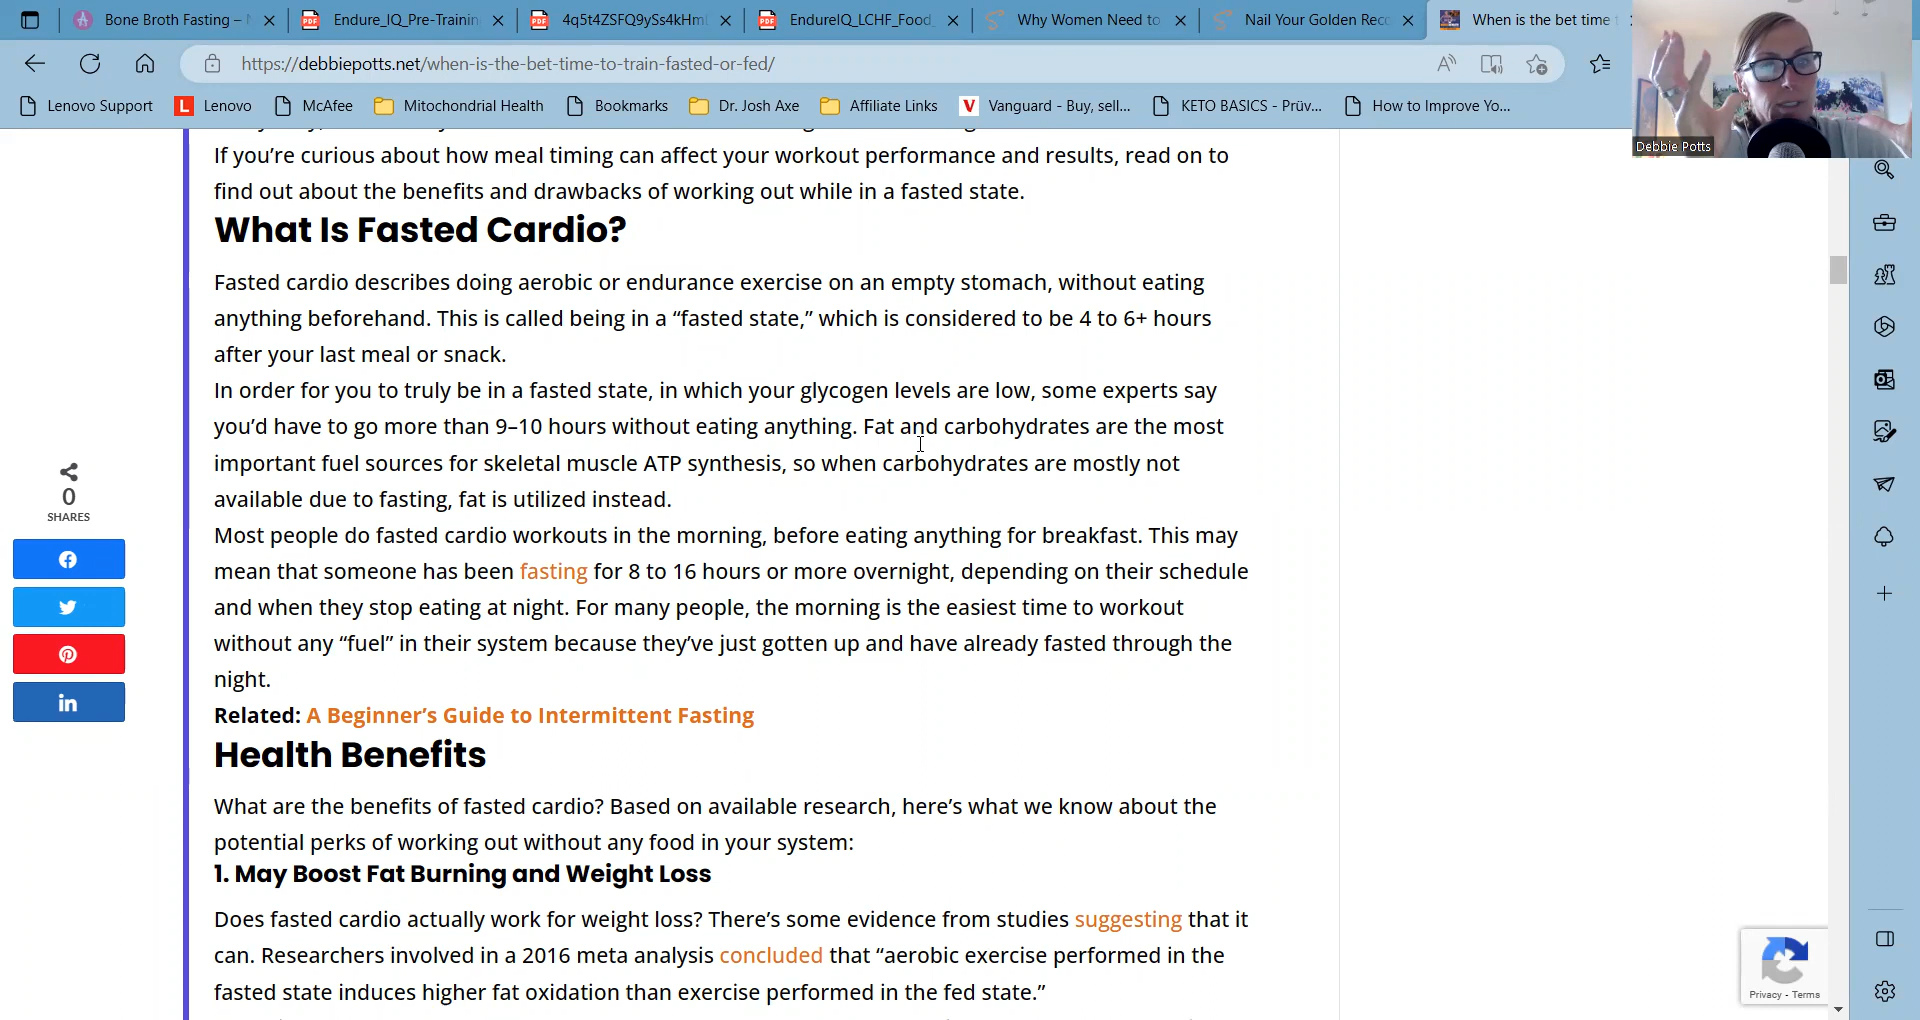 Bone Broth Fasting –
Endure_IQ_Pre-Trainin
4q5t4ZSFQ9ySs4kHm
EndureIQ_LCHF_Food_
Why Women Need to
Nail Your Golden Rec
When is the bet time
https://debbiepotts.net/when-is-the-bet-time-to-train-fasted-or-fed/
Lenovo Support
L Lenovo
McAfee
Mitochondrial Health
Bookmarks
Dr. Josh Axe
Affiliate Links
V Vanguard - Buy, sell...
KETO BASICS - Prüv...
How to Improve Yo...
Debbie Potts
If you’re curious about how meal timing can affect your workout performance and results, read on to
find out about the benefits and drawbacks of working out while in a fasted state.
What Is Fasted Cardio?
Fasted cardio describes doing aerobic or endurance exercise on an empty stomach, without eating
anything beforehand. This is called being in a “fasted state,” which is considered to be 4 to 6+ hours
after your last meal or snack.
In order for you to truly be in a fasted state, in which your glycogen levels are low, some experts say
you’d have to go more than 9–10 hours without eating anything. Fat and carbohydrates are the most
important fuel sources for skeletal muscle ATP synthesis, so when carbohydrates are mostly not
available due to fasting, fat is utilized instead.
Most people do fasted cardio workouts in the morning, before eating anything for breakfast. This may
mean that someone has been fasting for 8 to 16 hours or more overnight, depending on their schedule
and when they stop eating at night. For many people, the morning is the easiest time to workout
without any “fuel” in their system because they’ve just gotten up and have already fasted through the
night.
Related: A Beginner’s Guide to Intermittent Fasting
Health Benefits
What are the benefits of fasted cardio? Based on available research, here’s what we know about the
potential perks of working out without any food in your system:
1. May Boost Fat Burning and Weight Loss
Does fasted cardio actually work for weight loss? There’s some evidence from studies suggesting that it
can. Researchers involved in a 2016 meta analysis concluded that “aerobic exercise performed in the
fasted state induces higher fat oxidation than exercise performed in the fed state.”
0
SHARES
Privacy - Terms